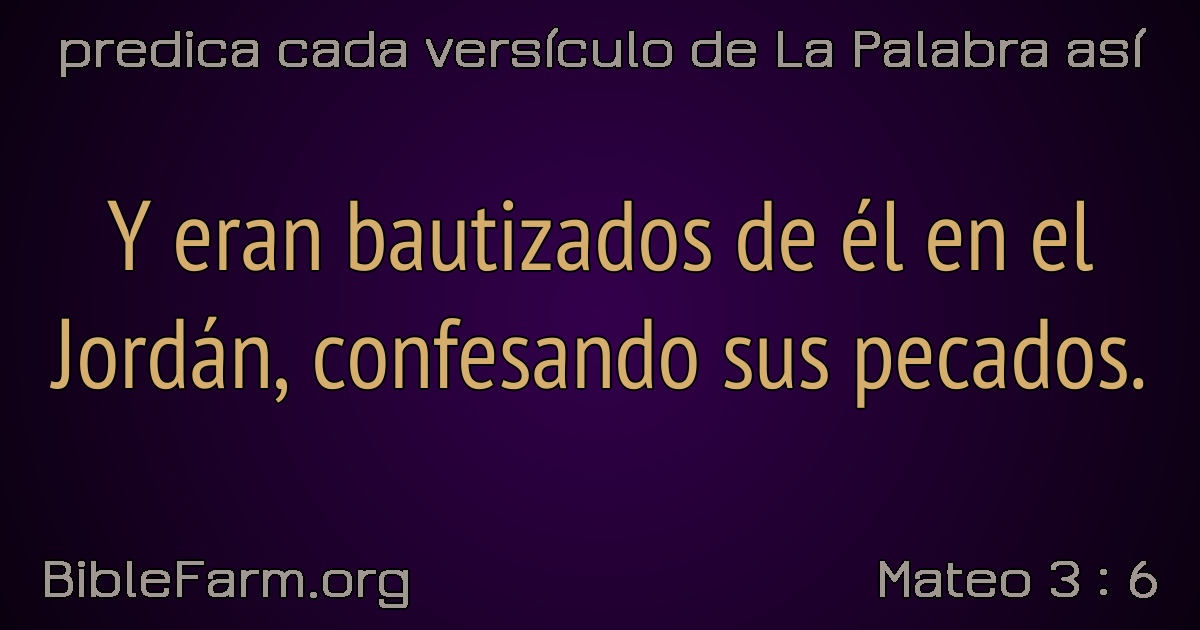 predica cada versículo de La Palabra así
Y eran bautizados de él en el
Jordán, confesando sus pecados.
BibleFarm.org
Mateo 3 : 6